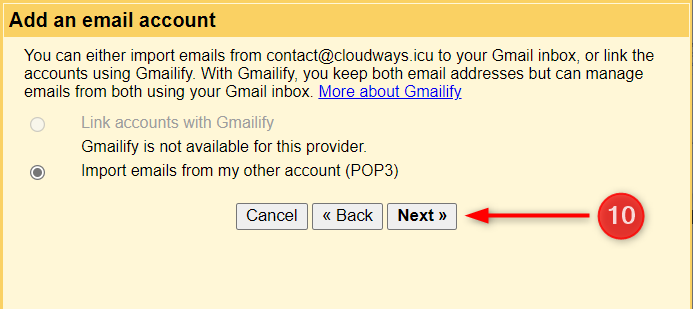 Add an email account
You can either import emails from contact@cloudways.icu to your Gmail inbox, or link the
accounts using Gmailify. With Gmailify, you keep both email addresses but can manage
emails from both using your Gmail inbox. More about Gmailify
Link accounts with Gmailify
Gmailify is not available for this provider.
Import emails from my other account (POP3)
Cancel « Back Next » 10